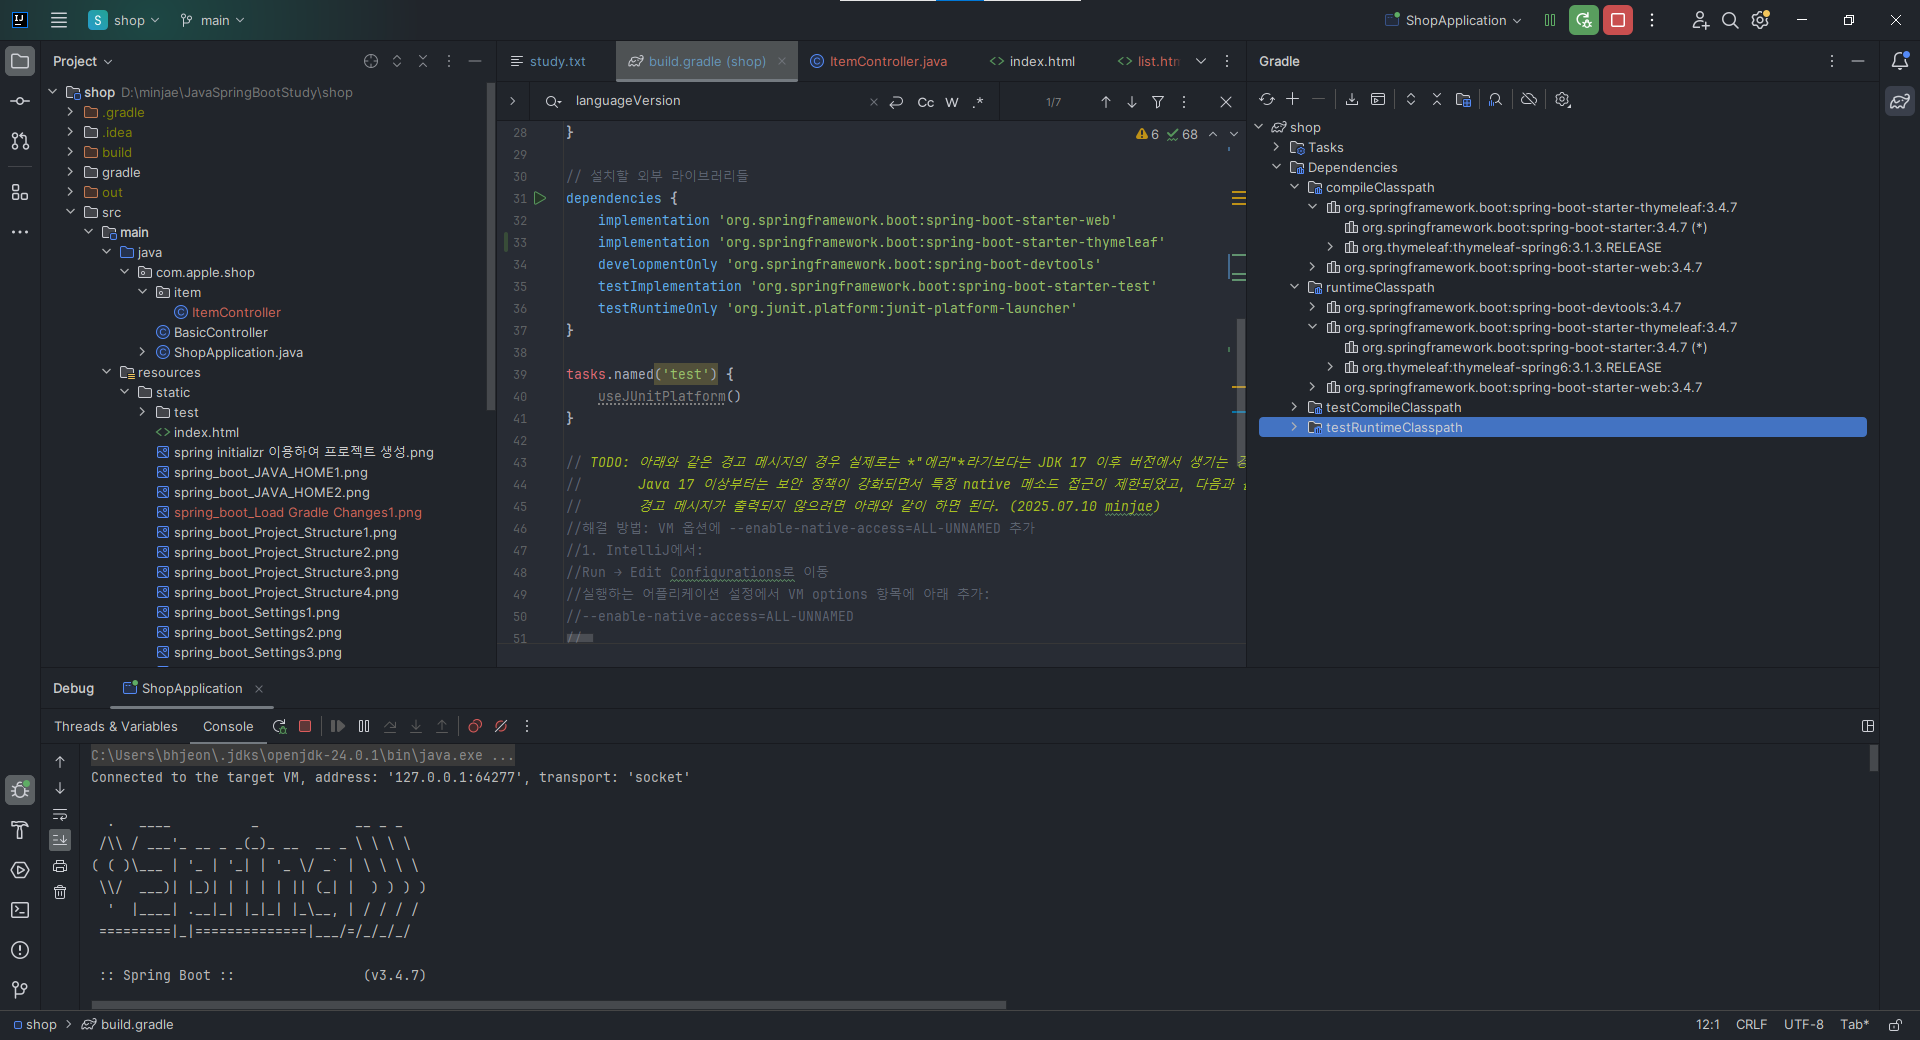 shop
main
ShopApplication
Project
shop D:\minjae\JavaSpringBootStudy\shop
.gradle
.idea
build
gradle
out
src
main
java
com.apple.shop
item
ItemController
BasicController
ShopApplication.java
resources
static
test
index.html
spring initializr 이용하여 프로젝트 생성.png
spring_boot_JAVA_HOME1.png
spring_boot_JAVA_HOME2.png
spring_boot_Load Gradle Changes1.png
spring_boot_Project_Structure1.png
spring_boot_Project_Structure2.png
spring_boot_Project_Structure3.png
spring_boot_Project_Structure4.png
spring_boot_Settings1.png
spring_boot_Settings2.png
spring_boot_Settings3.png
study.txt
build.gradle (shop)
ItemController.java
index.html
list.htm
languageVersion
Cc W .*
1/7
6 68
28 }
29
30 // 설치할 외부 라이브러리들
31 dependencies {
32 implementation 'org.springframework.boot:spring-boot-starter-web'
33 implementation 'org.springframework.boot:spring-boot-starter-thymeleaf'
34 developmentOnly 'org.springframework.boot:spring-boot-devtools'
35 testImplementation 'org.springframework.boot:spring-boot-starter-test'
36 testRuntimeOnly 'org.junit.platform:junit-platform-launcher'
37 }
38
39 tasks.named('test') {
40 useJUnitPlatform()
41 }
42
43 // TODO: 아래와 같은 경고 메시지의 경우 실제로는 *"에러"*라기보다는 JDK 17 이후 버전에서 생기는
44 // Java 17 이상부터는 보안 정책이 강화되면서 특정 native 메소드 접근이 제한되었고, 다음과
45 // 경고 메시지가 출력되지 않으려면 아래와 같이 하면 된다. (2025.07.10 minjae)
46 //해결 방법: VM 옵션에 --enable-native-access=ALL-UNNAMED 추가
47 //1. IntelliJ에서:
48 //Run → Edit Configurations로 이동
49 //실행하는 어플리케이션 설정에서 VM options 항목에 아래 추가:
50 //--enable-native-access=ALL-UNNAMED
51 //
Gradle
shop
Tasks
Dependencies
compileClasspath
org.springframework.boot:spring-boot-starter-thymeleaf:3.4.7
org.springframework.boot:spring-boot-starter:3.4.7 (*)
org.thymeleaf:thymeleaf-spring6:3.1.3.RELEASE
org.springframework.boot:spring-boot-starter-web:3.4.7
runtimeClasspath
org.springframework.boot:spring-boot-devtools:3.4.7
org.springframework.boot:spring-boot-starter-thymeleaf:3.4.7
org.springframework.boot:spring-boot-starter:3.4.7 (*)
org.thymeleaf:thymeleaf-spring6:3.1.3.RELEASE
org.springframework.boot:spring-boot-starter-web:3.4.7
testCompileClasspath
testRuntimeClasspath
Debug
ShopApplication
Threads & Variables
Console
C:\Users\bhjeon\.jdks\openjdk-24.0.1\bin\java.exe ...
Connected to the target VM, address: '127.0.0.1:64277', transport: 'socket'
  .   ____          _            __ _ _
 /\\ / ___'_ __ _ _(_)_ __  __ _ \ \ \ \
( ( )\___ | '_ | '_| | '_ \/ _` | \ \ \ \
 \\/  ___)| |_)| | | | | || (_| |  ) ) ) )
  '  |____| .__|_| |_|_| |_\__, | / / / /
 =========|_|==============|___/=/_/_/_/
 :: Spring Boot ::                (v3.4.7)
shop > build.gradle
12:1 CRLF UTF-8 Tab*